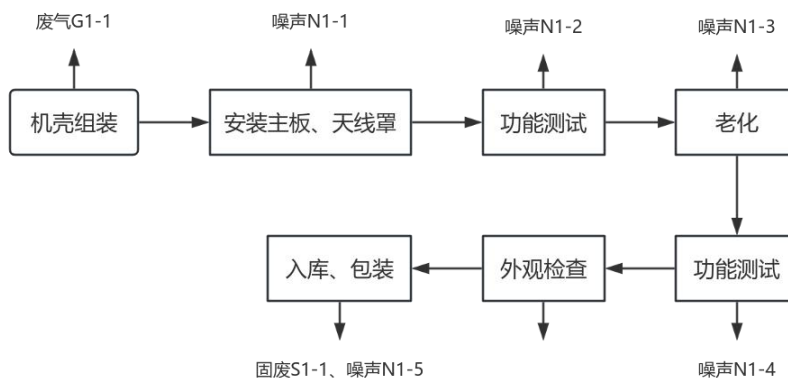 废气G1-1
噪声N1-1
噪声N1-2
噪声N1-3
机壳组装
安装主板、天线罩
功能测试
老化
入库、包装
外观检查
功能测试
固废S1-1、噪声N1-5
噪声N1-4